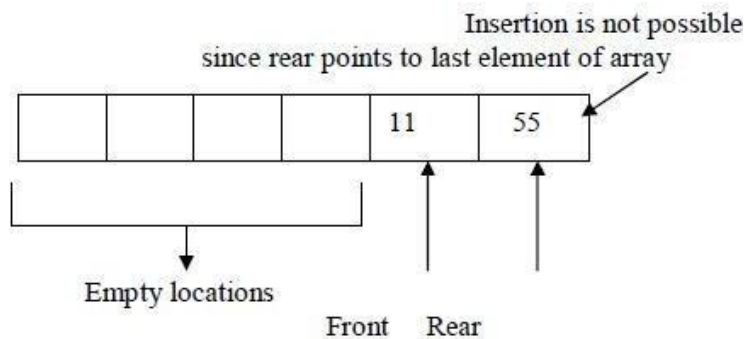 Insertion is not possible
since rear points to last element of array
11 55
Empty locations
Front Rear